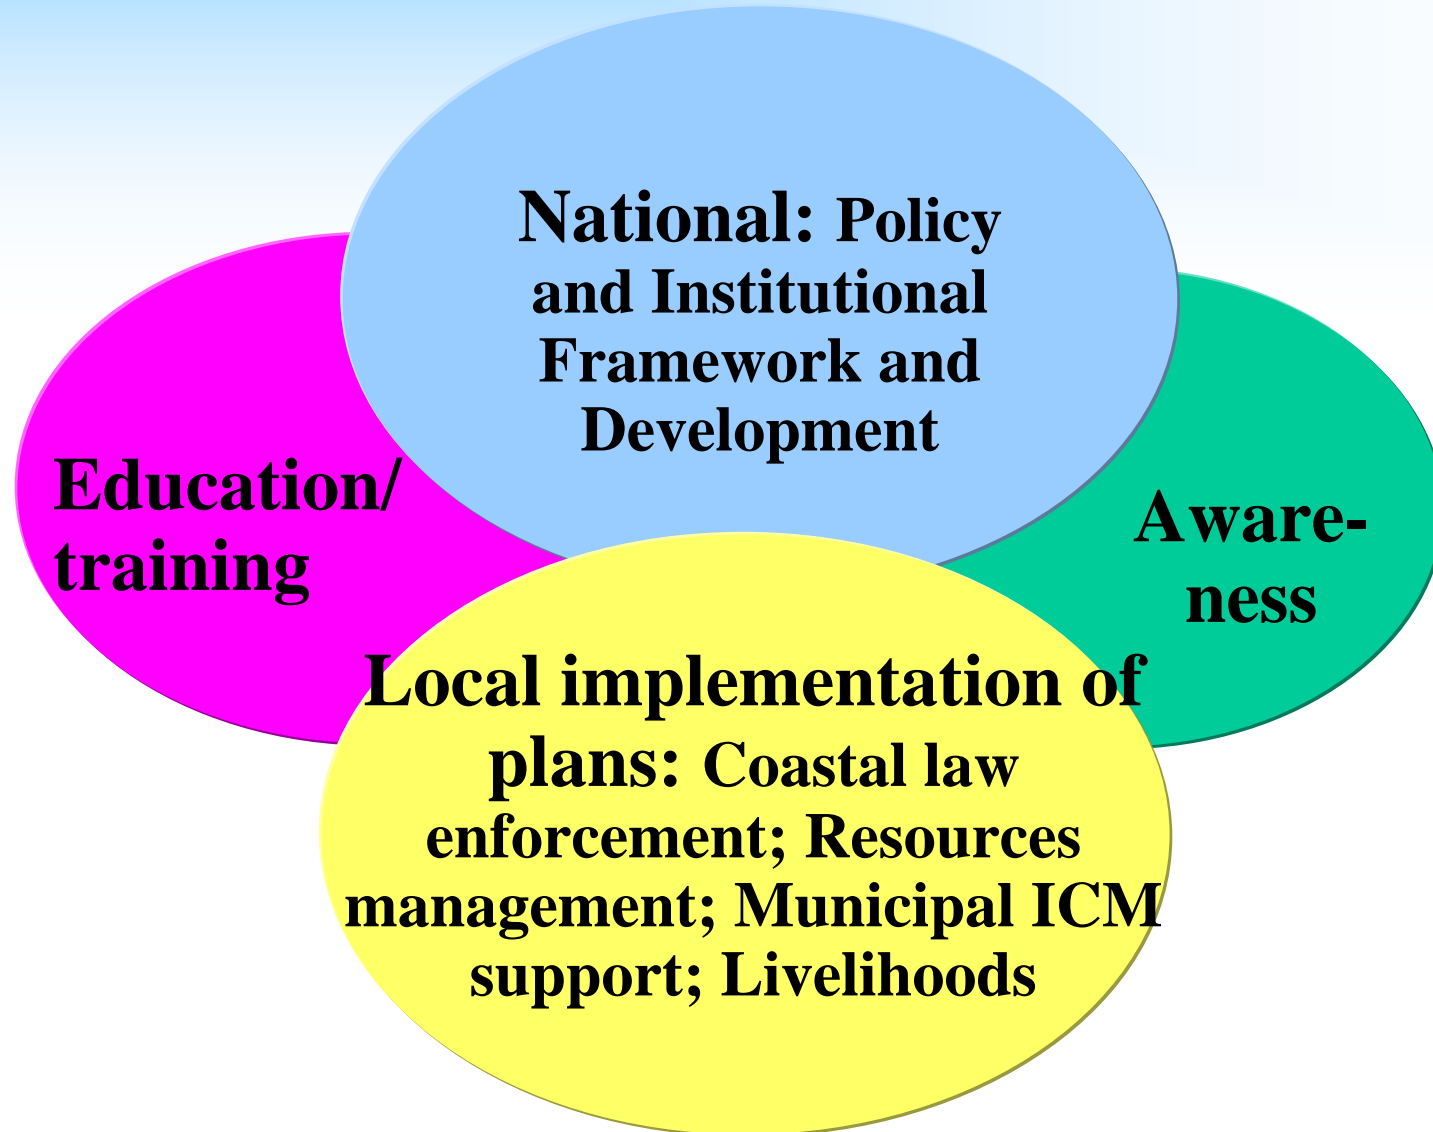 National: Policy
and Institutional
Framework and
Development
Education/
training
Aware-
ness
Local implementation of
plans: Coastal law
enforcement; Resources
management; Municipal ICM
support; Livelihoods